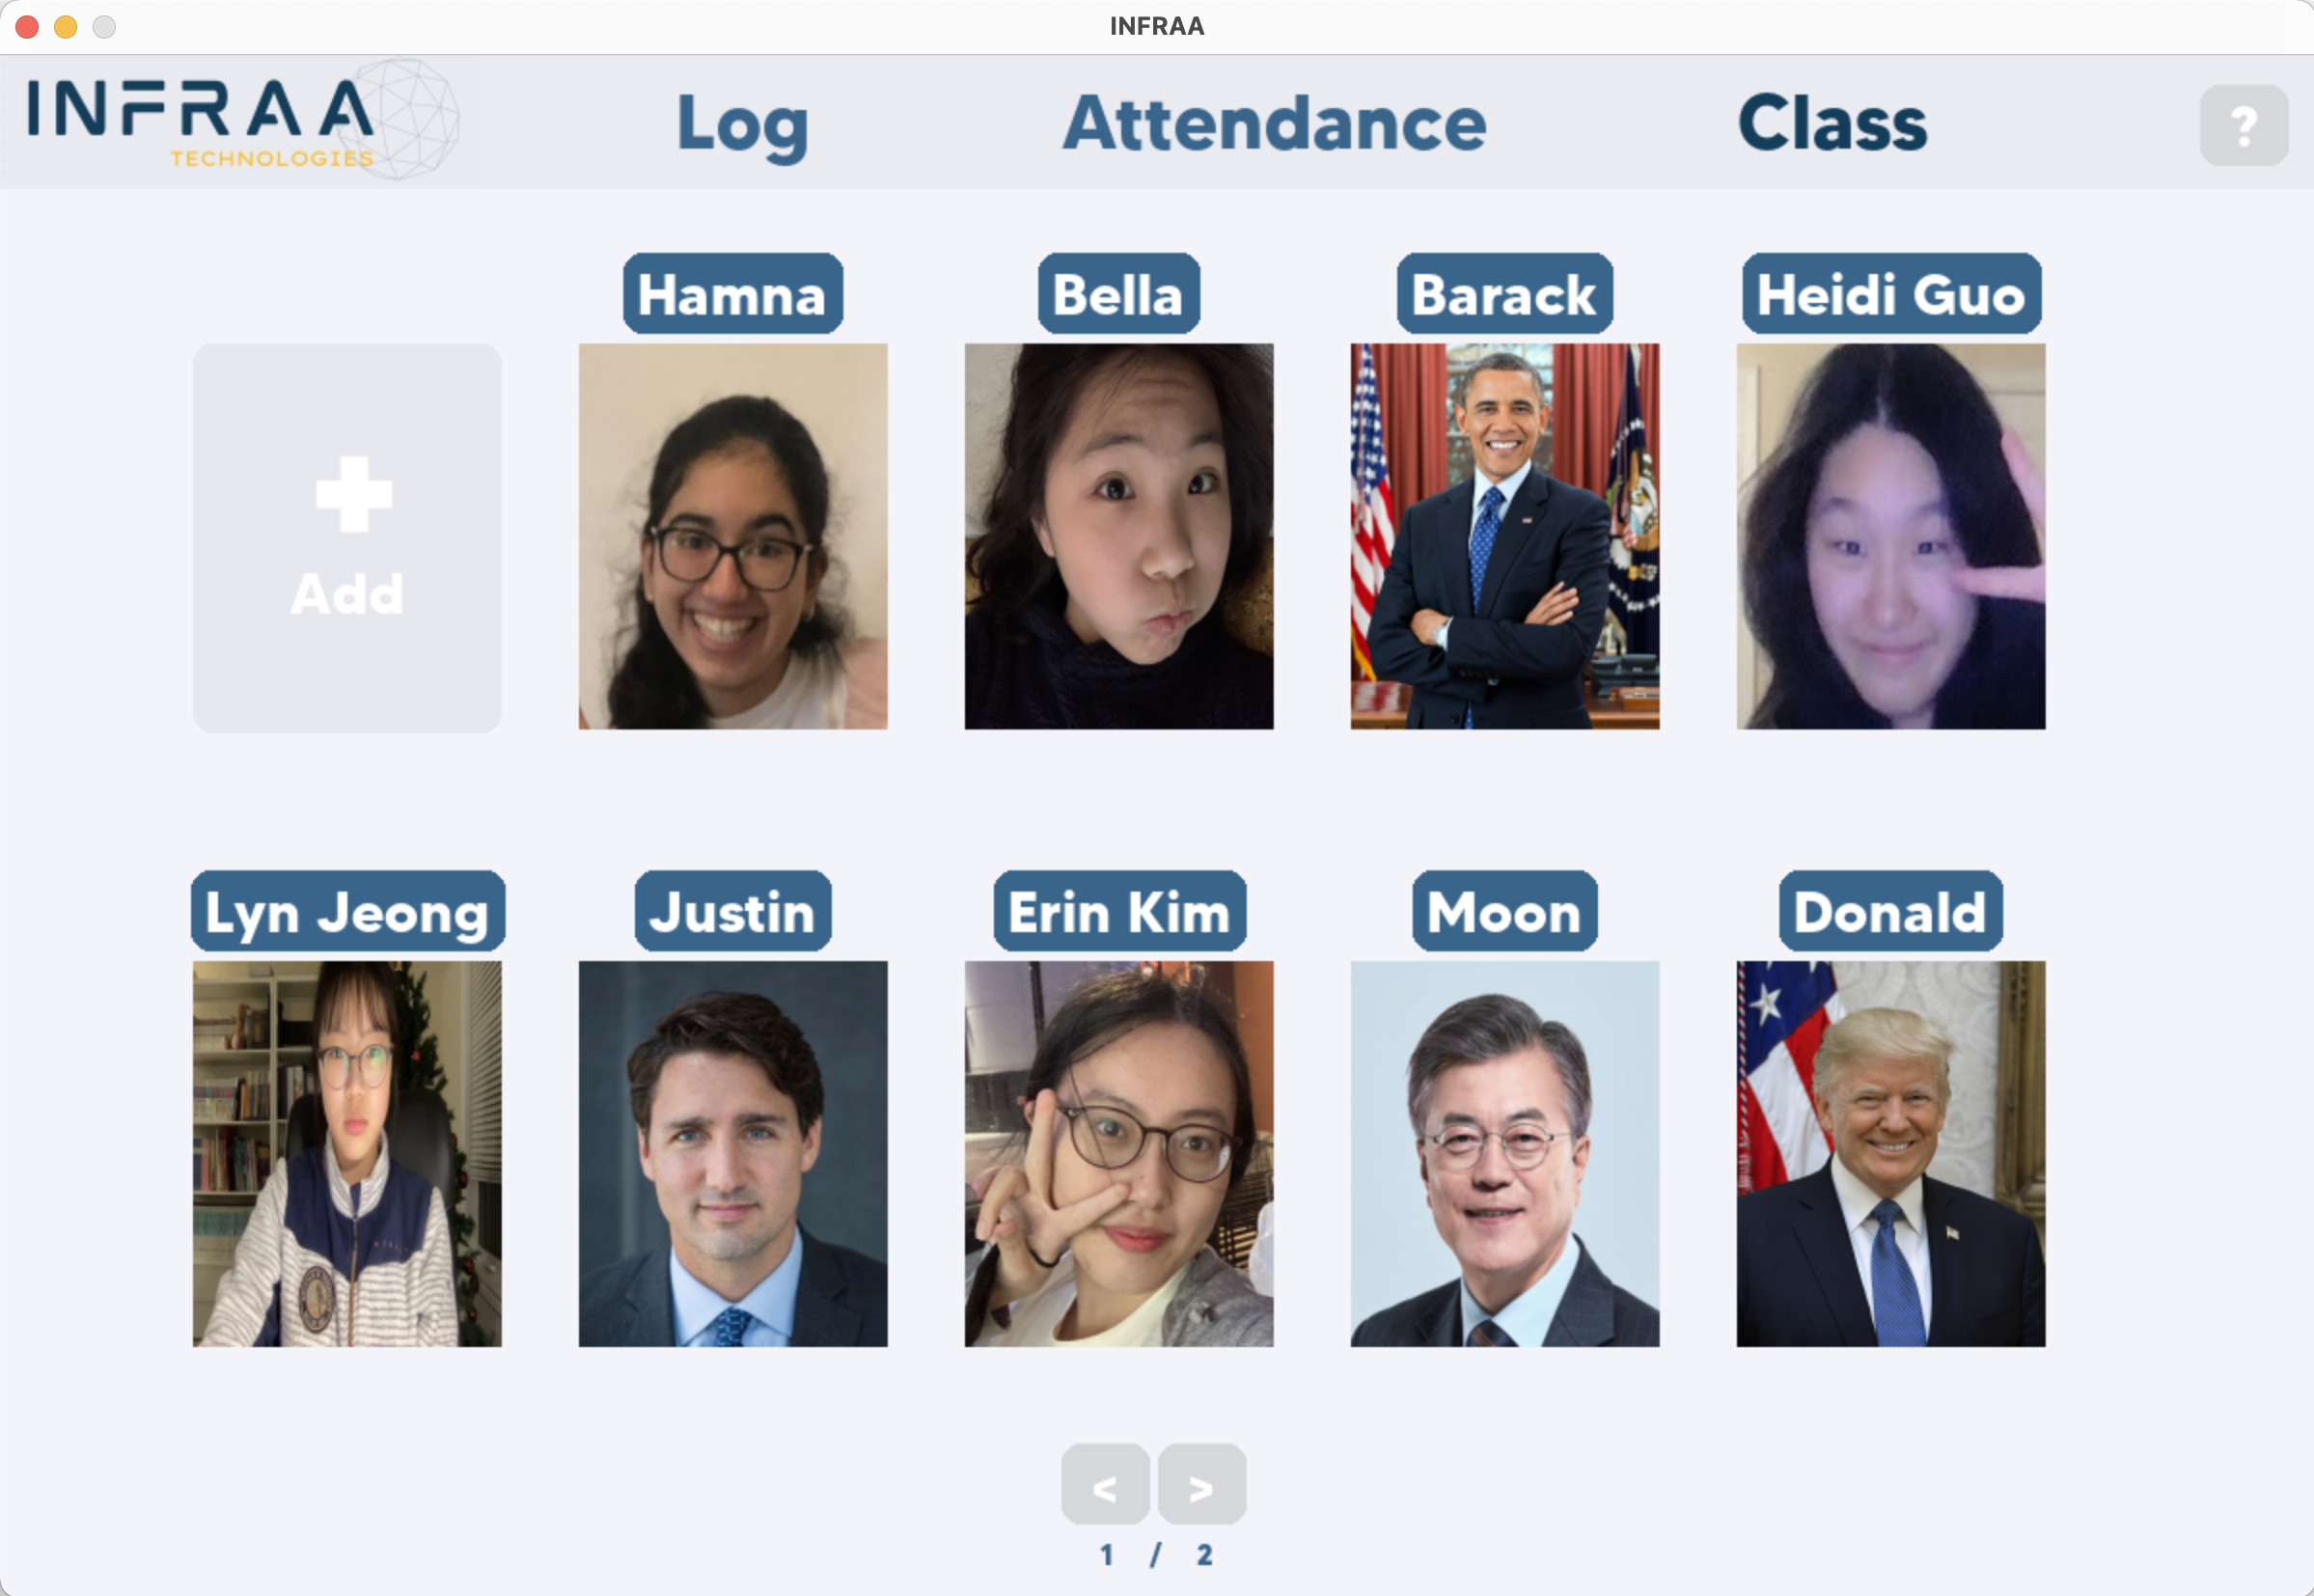 INFRAA
INFRAA
TECHNOLOGIES
Log
Attendance
Class
?
Hamna
Bella
Barack
Heidi Guo
Add
Lyn Jeong
Justin
Erin Kim
Moon
Donald
< >
1 / 2